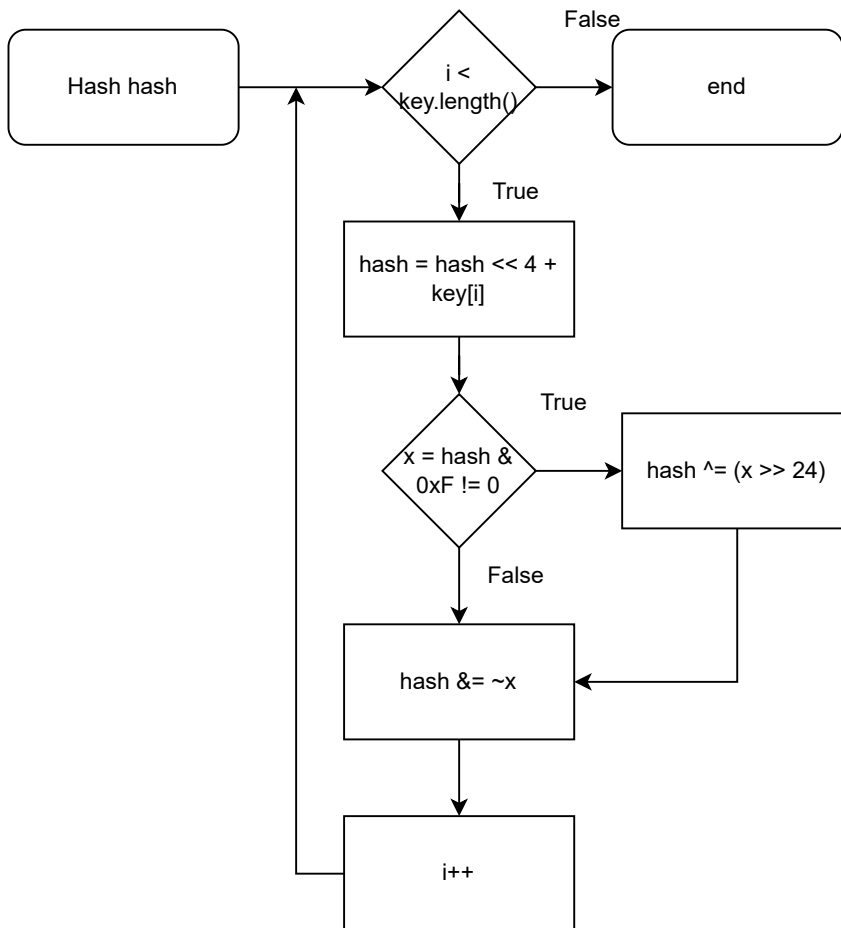 False
Hash hash
i <
key.length()
end
True
hash = hash << 4 +
key[i]
True
x = hash &
0xF != 0
hash ^= (x >> 24)
False
hash &= ~x
i++